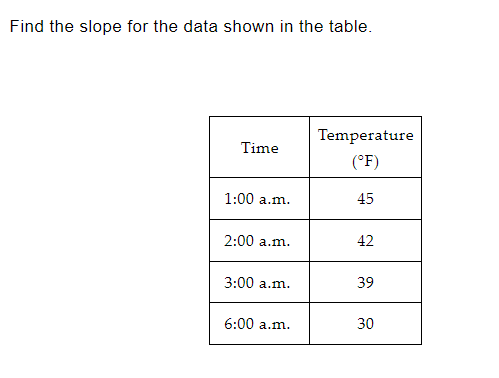 Find the slope for the data shown in the table.
Time Temperature (°F)
1:00 a.m. 45
2:00 a.m. 42
3:00 a.m. 39
6:00 a.m. 30